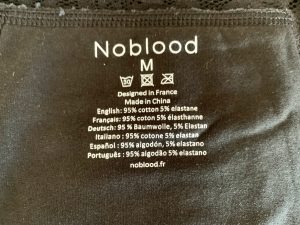 Noblood
M
Designed in France
Made in China
English: 95% cotton 5% elastane
Français: 95% coton 5% élasthanne
Deutsch: 95 % Baumwolle, 5% Elastan
Italiano : 95% cotone 5% elastan
Español : 95% algodón, 5% elastano
Português : 95% algodão 5% elastano
noblood.fr